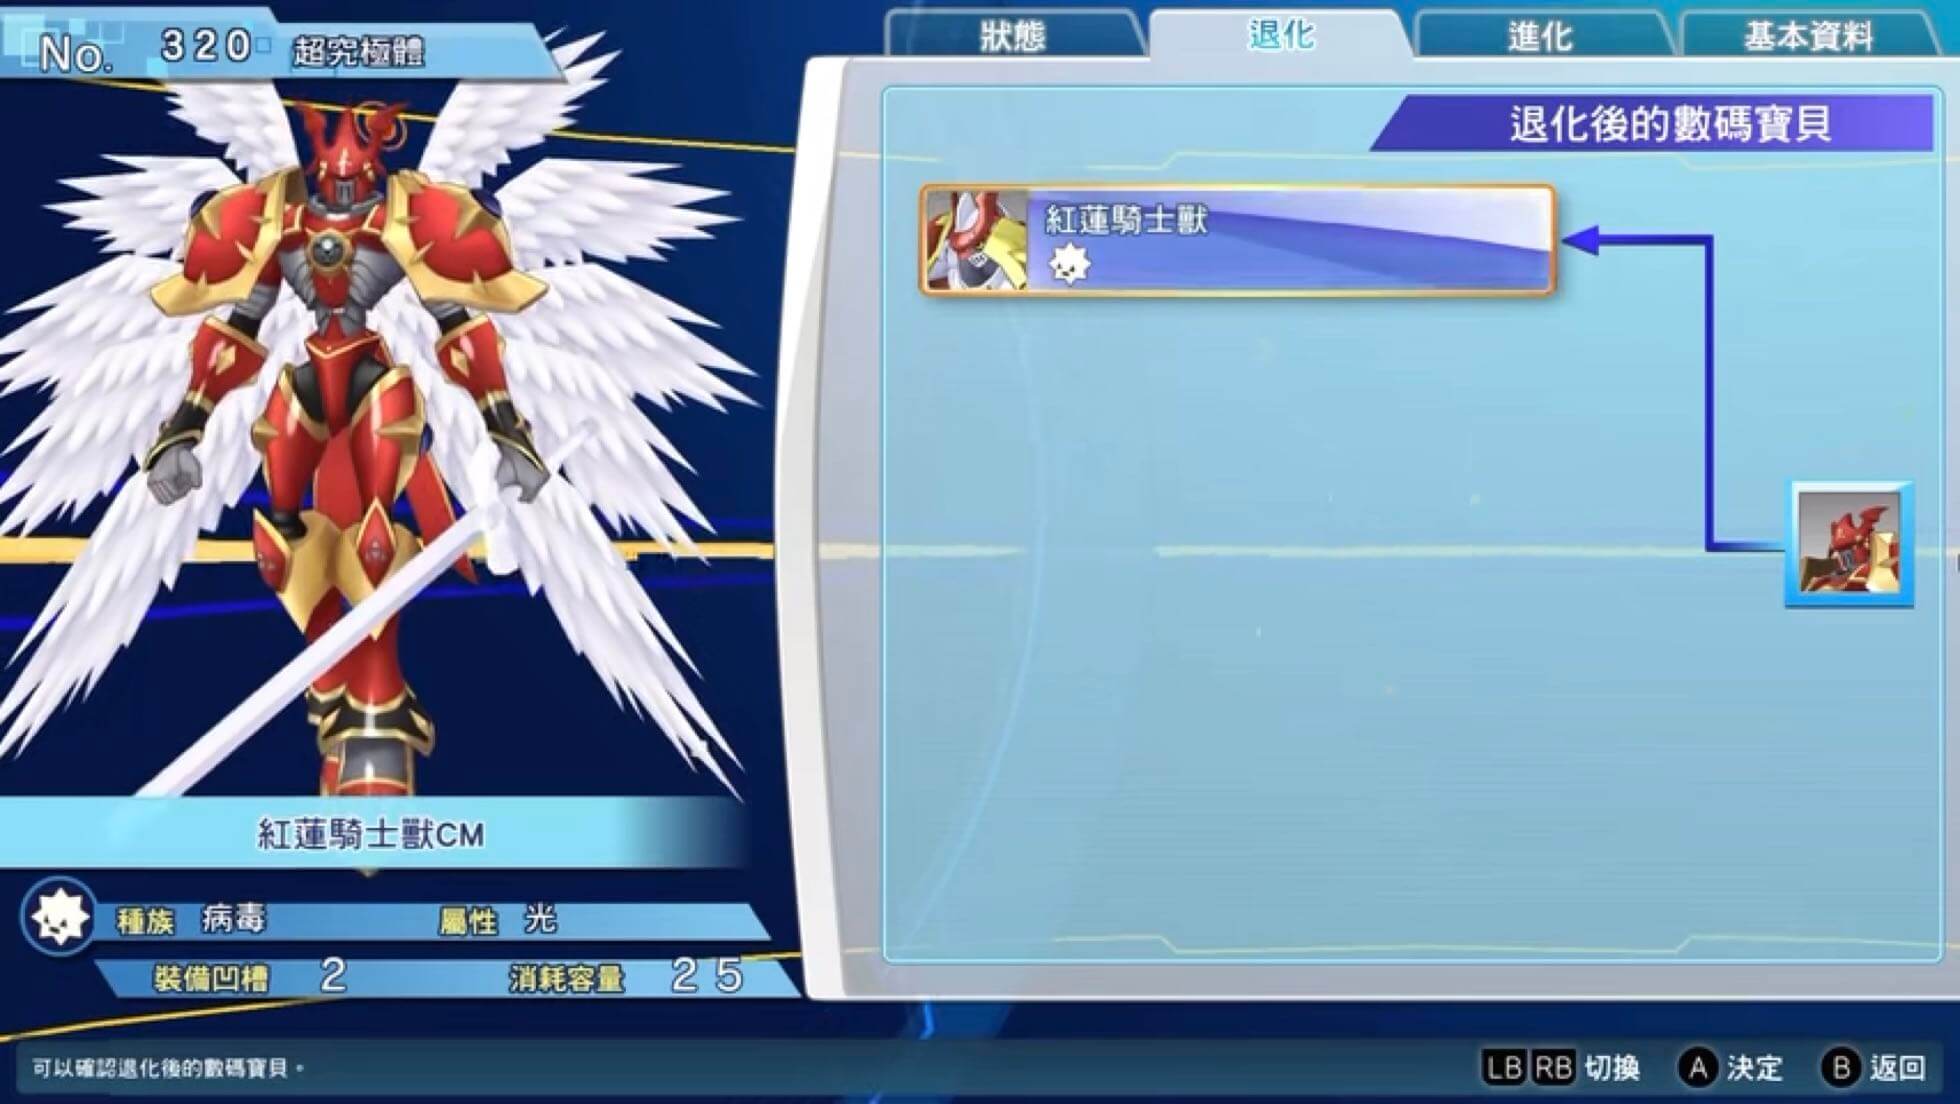 No. 320 超究極體
狀態 退化 進化 基本資料
退化後的數碼寶貝
紅蓮騎士獸
紅蓮騎士獸CM
種族 病毒 屬性 光
裝備凹槽 2 消耗容量 25
可以確認退化後的數碼寶貝。
LB RB 切換 A 決定 B 返回